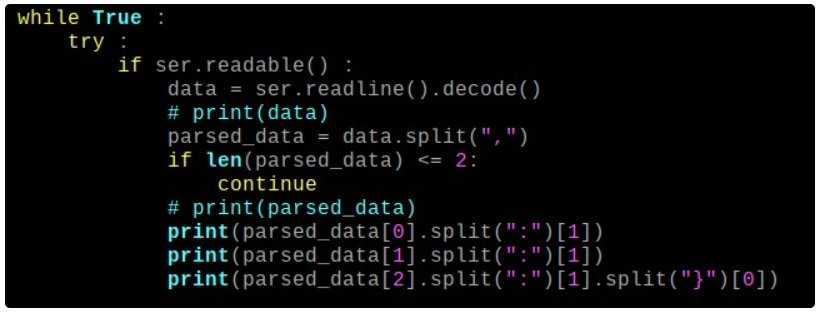 while True :
    try :
        if ser.readable() :
            data = ser.readline().decode()
            # print(data)
            parsed_data = data.split(",")
            if len(parsed_data) <= 2:
                continue
            # print(parsed_data)
            print(parsed_data[0].split(":")[1])
            print(parsed_data[1].split(":")[1])
            print(parsed_data[2].split(":")[1].split("}")[0])